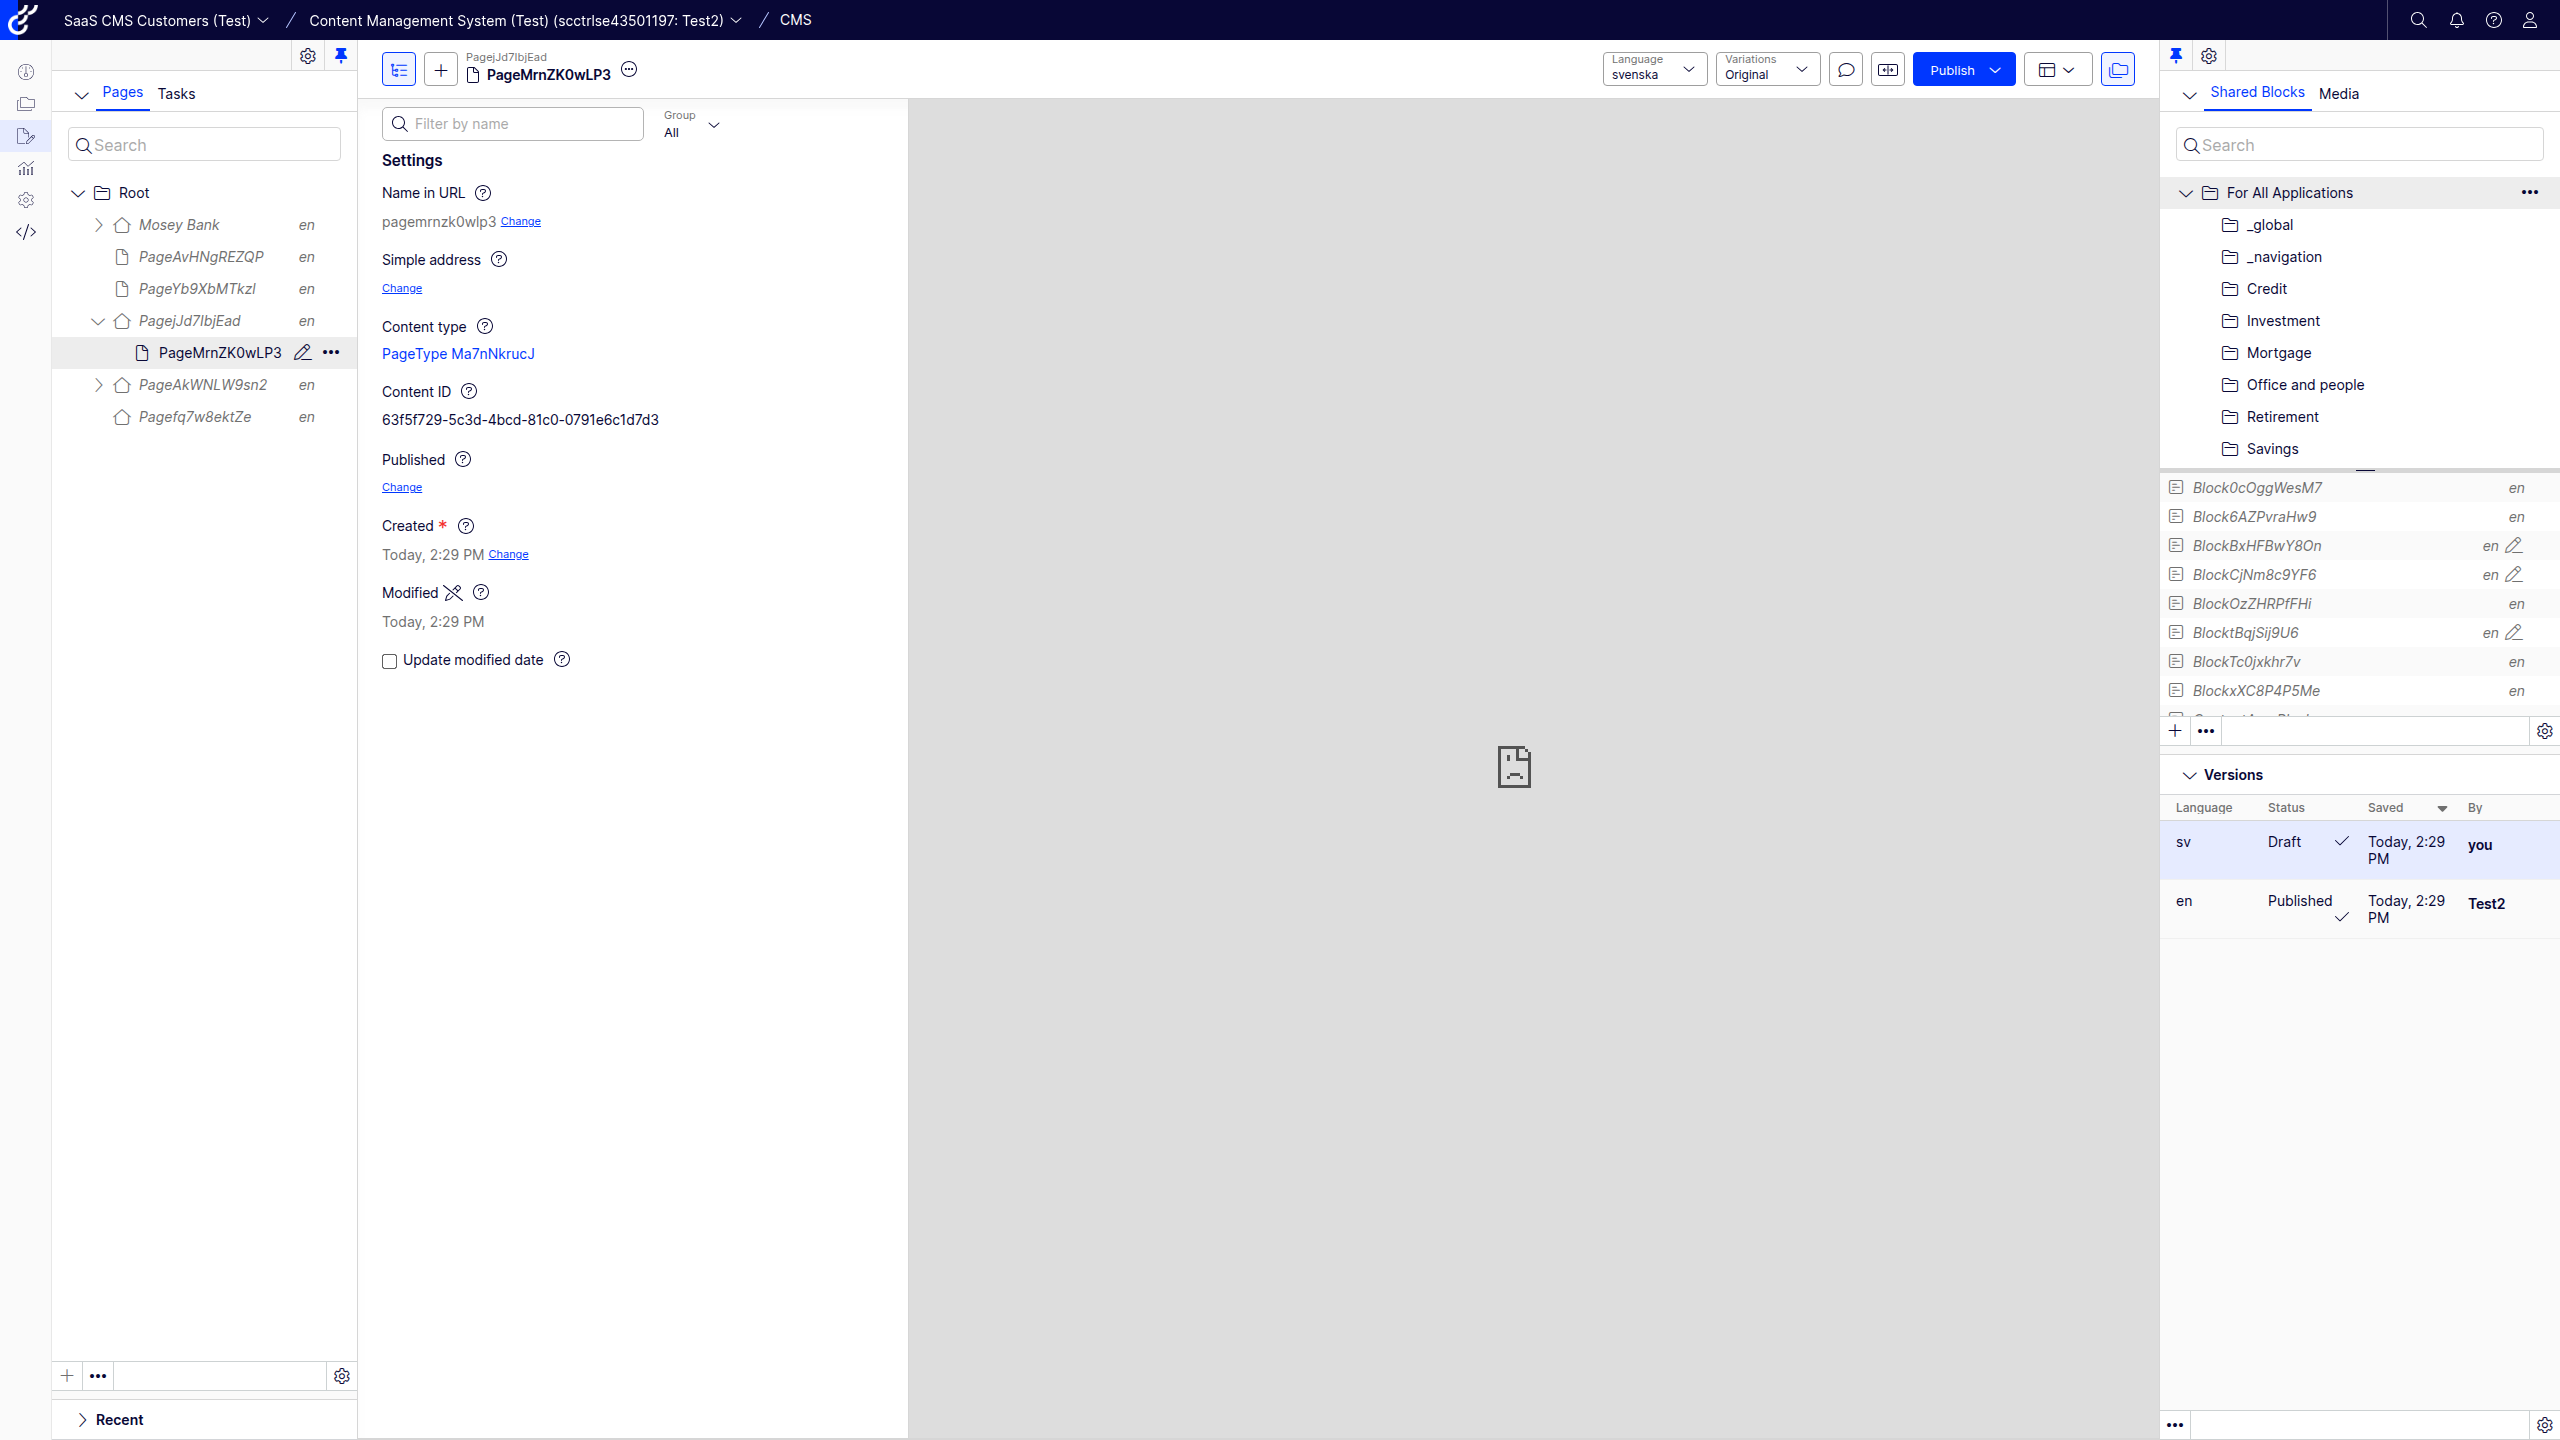 SaaS CMS Customers (Test) / Content Management System (Test) (scctrlse43501197: Test2) / CMS
Pages Tasks
Search
Root
Mosey Bank en
PageAvHNgREZQP en
PageYb9XbMTkzI en
PagejJd7IbjEad en
PageMrnZK0wLP3
PageAkWNLW9sn2 en
Pagefq7w8ektZe en
Recent
PagejJd7IbjEad
PageMrnZK0wLP3
Language
svenska
Variations
Original
Publish
Filter by name
Group
All
Settings
Name in URL
pagemrnzk0wlp3 Change
Simple address
Change
Content type
PageType Ma7nNkrucJ
Content ID
63f5f729-5c3d-4bcd-81c0-0791e6c1d7d3
Published
Change
Created *
Today, 2:29 PM Change
Modified
Today, 2:29 PM
Update modified date
Shared Blocks Media
Search
For All Applications
_global
_navigation
Credit
Investment
Mortgage
Office and people
Retirement
Savings
Block0cOggWesM7 en
Block6AZPvraHw9 en
BlockBxHFBwY8On en
BlockCjNm8c9YF6 en
BlockOzZHRPfFHi en
BlocktBqjSij9U6 en
BlockTc0jxkhr7v en
BlockxXC8P4P5Me en
Versions
Language Status Saved By
sv Draft Today, 2:29 PM you
en Published Today, 2:29 PM Test2